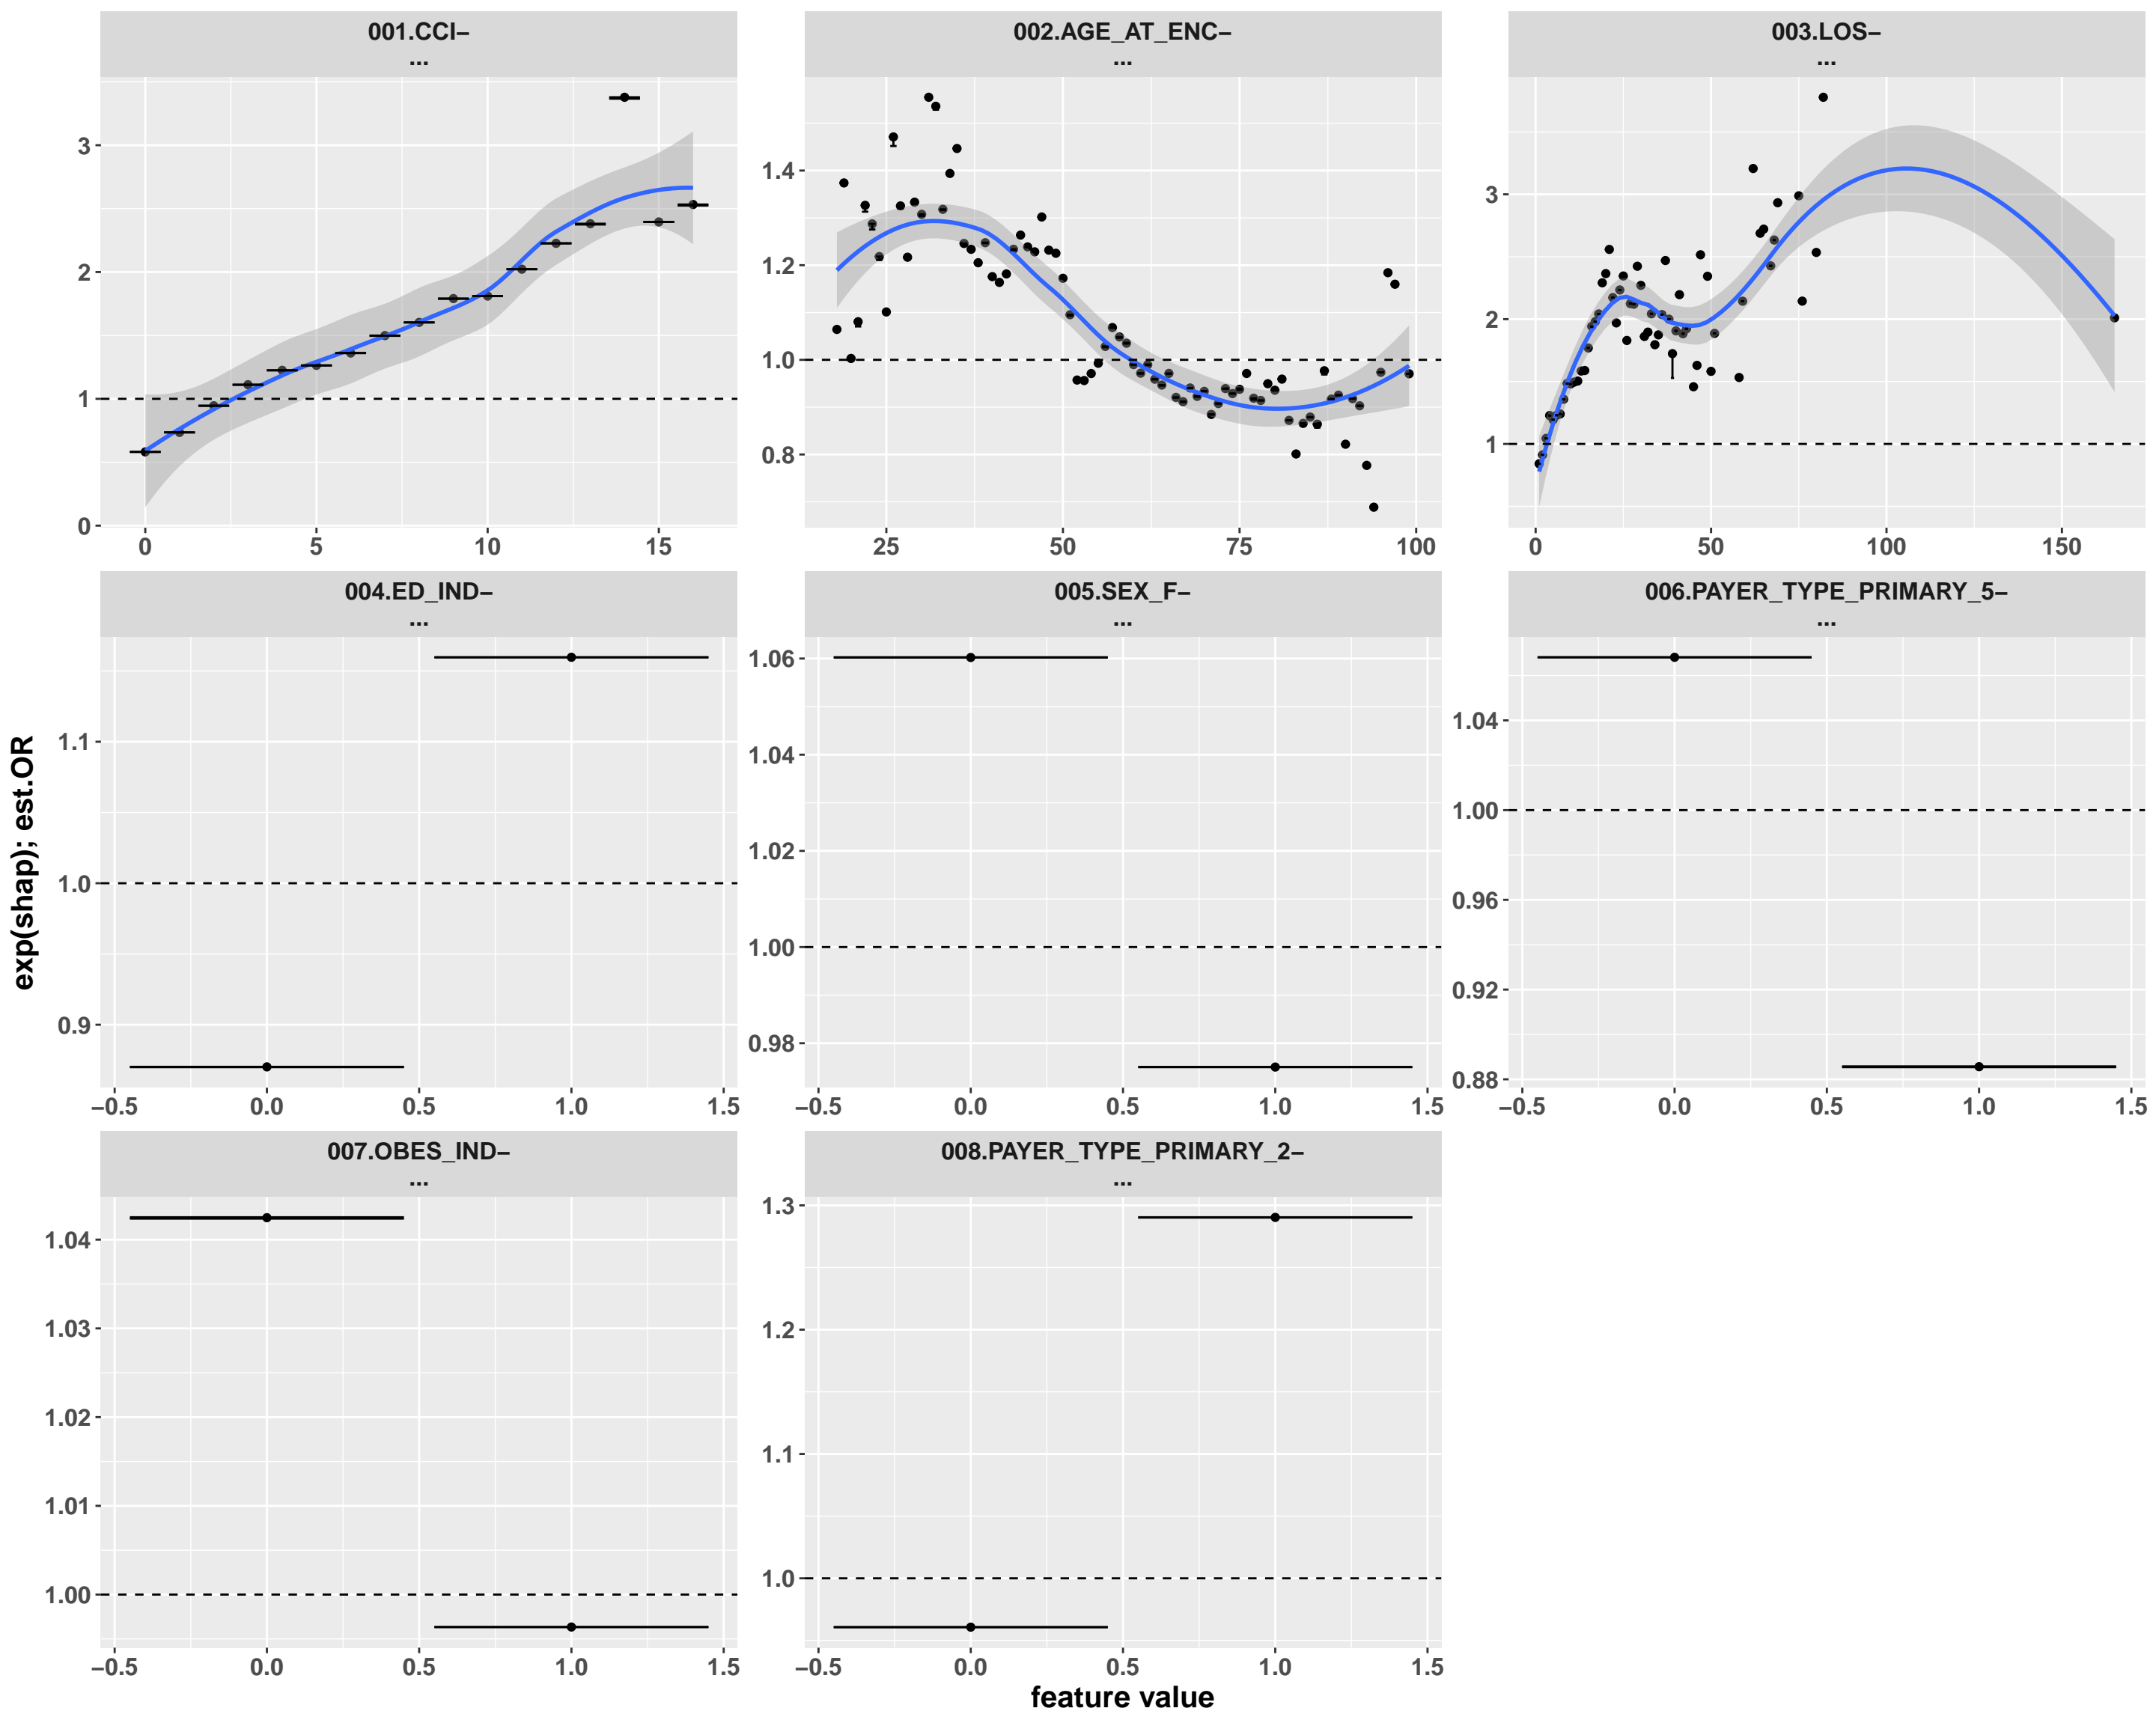 001.CCI–
...
002.AGE_AT_ENC–
...
003.LOS–
...
3
2
1
0
0 5 10 15
1.4
1.2
1.0
0.8
25 50 75 100
3
2
1
0 50 100 150
004.ED_IND–
...
005.SEX_F–
...
006.PAYER_TYPE_PRIMARY_5–
...
exp(shap); est.OR
1.1
1.0
0.9
−0.5 0.0 0.5 1.0 1.5
1.06
1.04
1.02
1.00
0.98
−0.5 0.0 0.5 1.0 1.5
1.04
1.00
0.96
0.92
0.88
−0.5 0.0 0.5 1.0 1.5
007.OBES_IND–
...
008.PAYER_TYPE_PRIMARY_2–
...
1.04
1.03
1.02
1.01
1.00
−0.5 0.0 0.5 1.0 1.5
1.3
1.2
1.1
1.0
−0.5 0.0 0.5 1.0 1.5
feature value